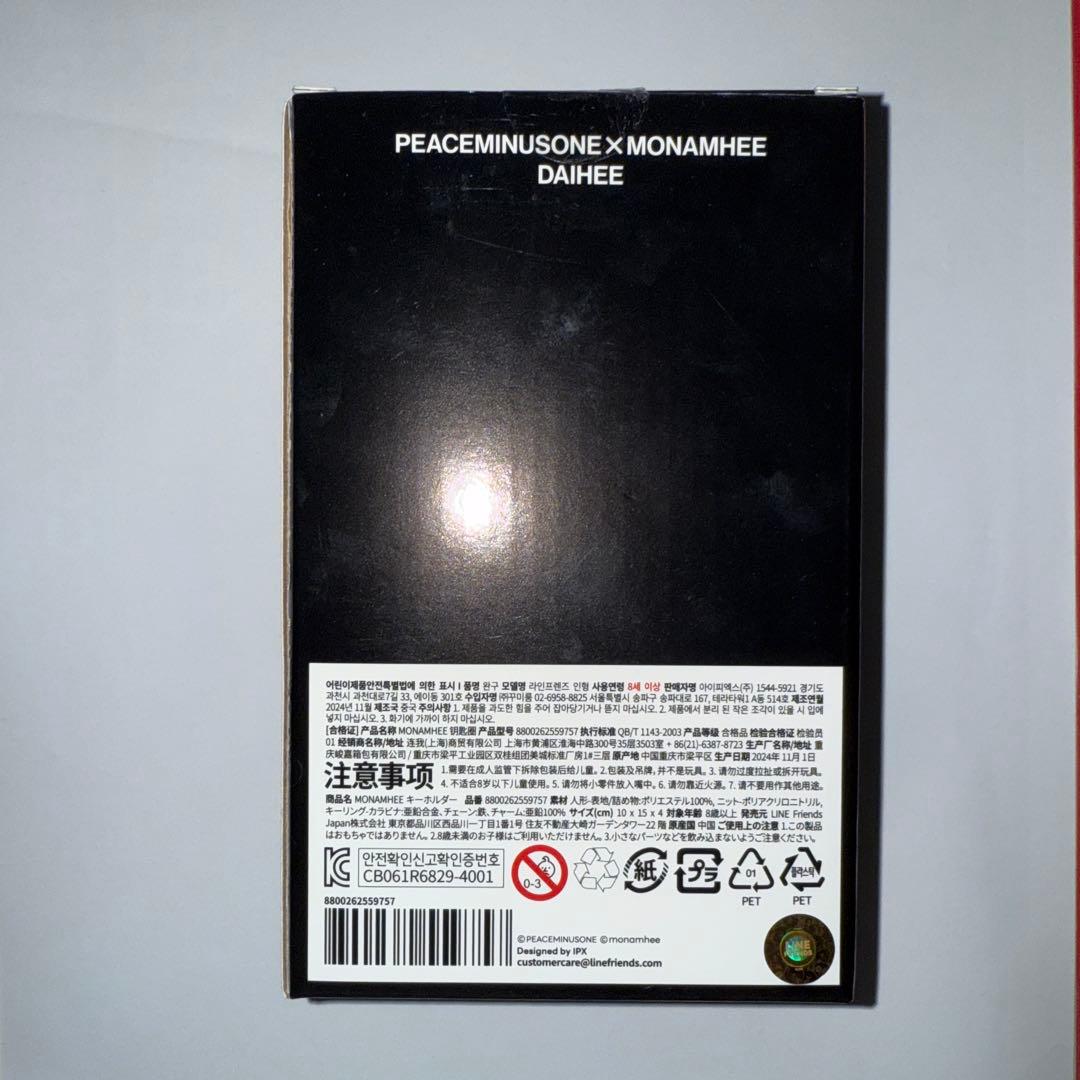 PEACEMINUSONE×MONAMHEE
DAIHEE
어린이제품안전특별법에 의한 표시 I 품명 완구 모델명 라인프렌즈 인형 사용연령 8세 이상 판매자명 아이피엑스(주) 1544-5921 경기도
과천시 과천대로7길 33, 에이동 301호 수입자명 ㈜꾸미룸 02-6958-8825 서울특별시 송파구 송파대로 167, 테라타워1 A동 514호 제조연월
2024년 11월 제조국 중국 주의사항 1. 제품을 과도한 힘을 주어 잡아당기거나 뜯지 마십시오. 2. 제품에서 분리 된 작은 조각이 있을 시 입에
넣지 마십시오. 3. 화기에 가까이 하지 마십시오.
[合格证] 产品名称 MONAMHEE 钥匙圈 产品型号 8800262559757 执行标准 QB/T 1143-2003 产品等级 合格品 检验合格证 检验员
01 经销商名称/地址 连我(上海)商贸有限公司 上海市黄浦区淮海中路300号35层3503室 + 86(21)-6387-8723 生产厂名称/地址 重
庆峻嘉箱包有限公司 / 重庆市梁平工业园区双桂组团美城标准厂房1#三层 原产地 中国重庆市梁平区 生产日期 2024年 11月 1日
注意事项 1.需要在成人监管下拆除包装后给儿童。2.包装及吊牌,并不是玩具。3. 请勿过度拉扯或拆开玩具。
4. 不适合8岁以下儿童使用。5. 请勿将小零件放入嘴中。6. 请勿靠近火源。7. 请不要用作其他用途。
商品名 MONAMHEE キーホルダー 品番 8800262559757 素材 人形-表地/詰め物:ポリエステル100%, ニット-ポリアクリロニトリル,
キーリング-カラビナ:亜鉛合金, チェーン:鉄, チャーム:亜鉛100% サイズ(cm) 10 x 15 x 4 対象年齢 8歳以上 発売元 LINE Friends
Japan株式会社 東京都品川区西品川一丁目1番1号 住友不動産大崎ガーデンタワー22 階 原産国 中国 ご使用上の注意 1.この製品
はおもちゃではありません。2.8歳未満のお子様はご利用いただけません。3.小さなパーツなどを飲み込まないようご注意ください。
안전확인신고확인증번호
CB061R6829-4001
0-3
紙
プラ
01
PET
플라스틱
PET
8800262559757
©PEACEMINUSONE ©monamhee
Designed by IPX
customercare@linefriends.com
LINE
FRIENDS